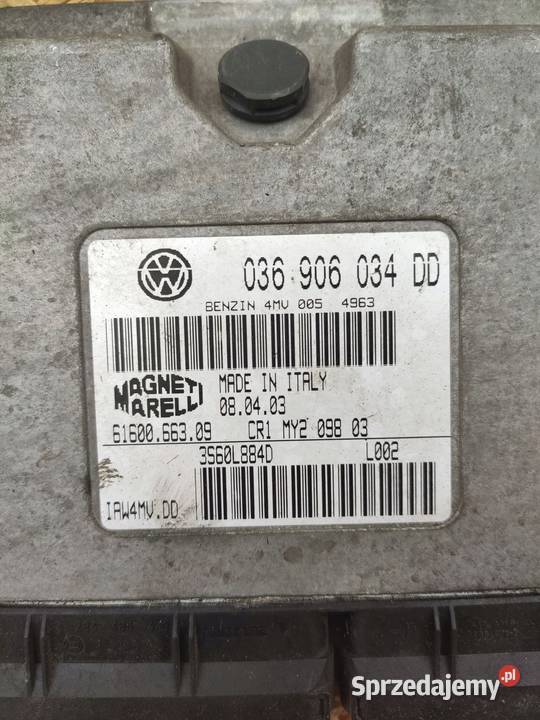 036 906 034 DD
BENZIN 4MV 005 4963
MAGNETI MARELLI
MADE IN ITALY
08.04.03
61600.663.09 CR1 MY2 098 03
3S60L884D L002
IAW4MV.DD
Sprzedajemy.pl